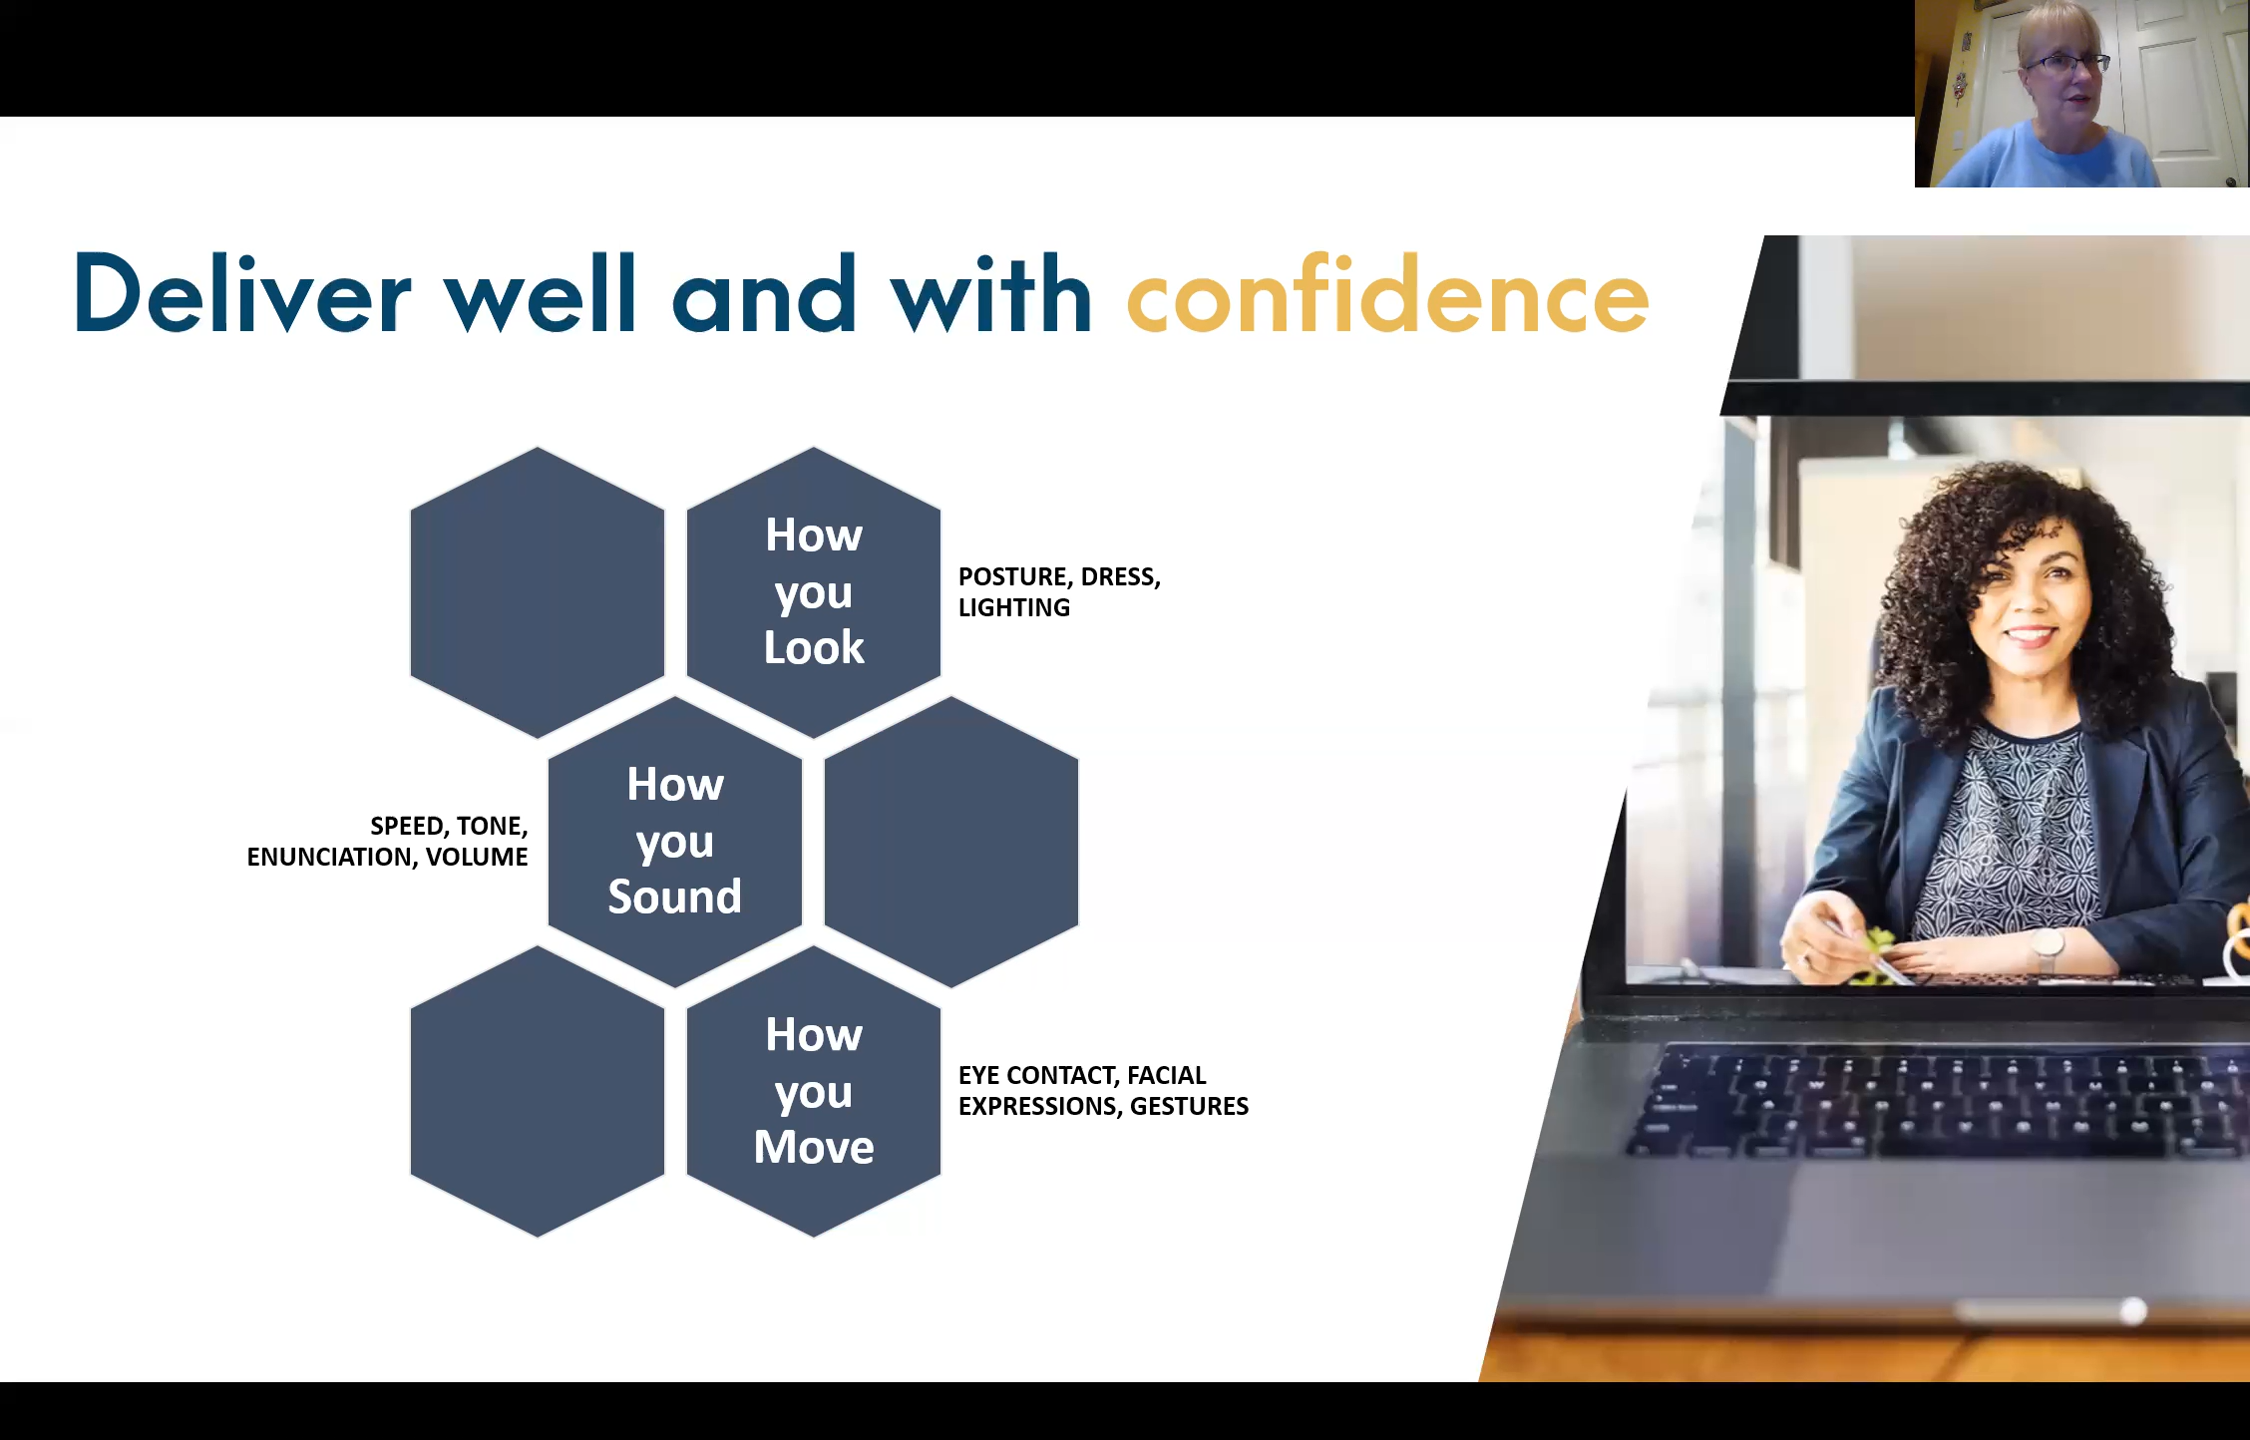 Deliver well and with confidence
How
you
Look
POSTURE, DRESS,
LIGHTING
How
you
Sound
SPEED, TONE,
ENUNCIATION, VOLUME
How
you
Move
EYE CONTACT, FACIAL
EXPRESSIONS, GESTURES